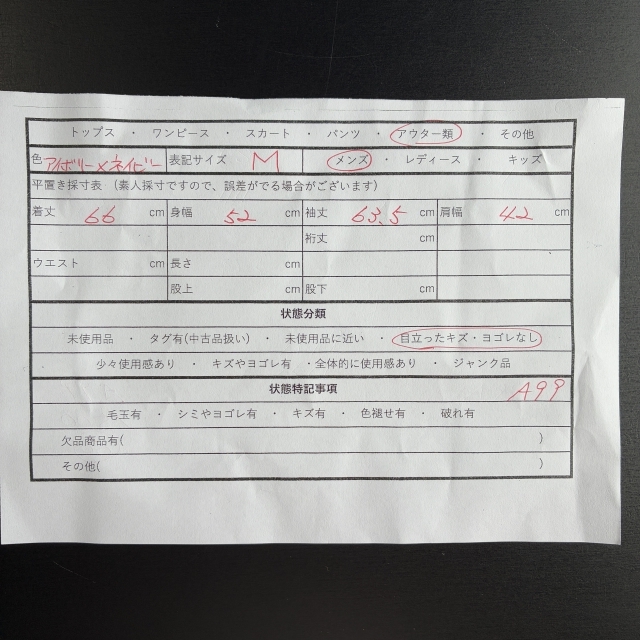 トップス ・ ワンピース ・ スカート ・ パンツ ・ アウター類 ・ その他
色 アイボリー×ネイビー 表記サイズ M メンズ ・ レディース ・ キッズ
平置き採寸表 （素人採寸ですので、誤差がでる場合がございます）
着丈 66 cm 身幅 52 cm 袖丈 63.5 cm 肩幅 42 cm
裄丈 cm
ウエスト cm 長さ cm
股上 cm 股下 cm
状態分類
未使用品 ・ タグ有(中古品扱い) ・ 未使用品に近い ・ 目立ったキズ・ヨゴレなし
少々使用感あり ・ キズやヨゴレ有 ・全体的に使用感あり ・ ジャンク品
状態特記事項 A99
毛玉有 ・ シミやヨゴレ有 ・ キズ有 ・ 色褪せ有 ・ 破れ有
欠品商品有( )
その他( )